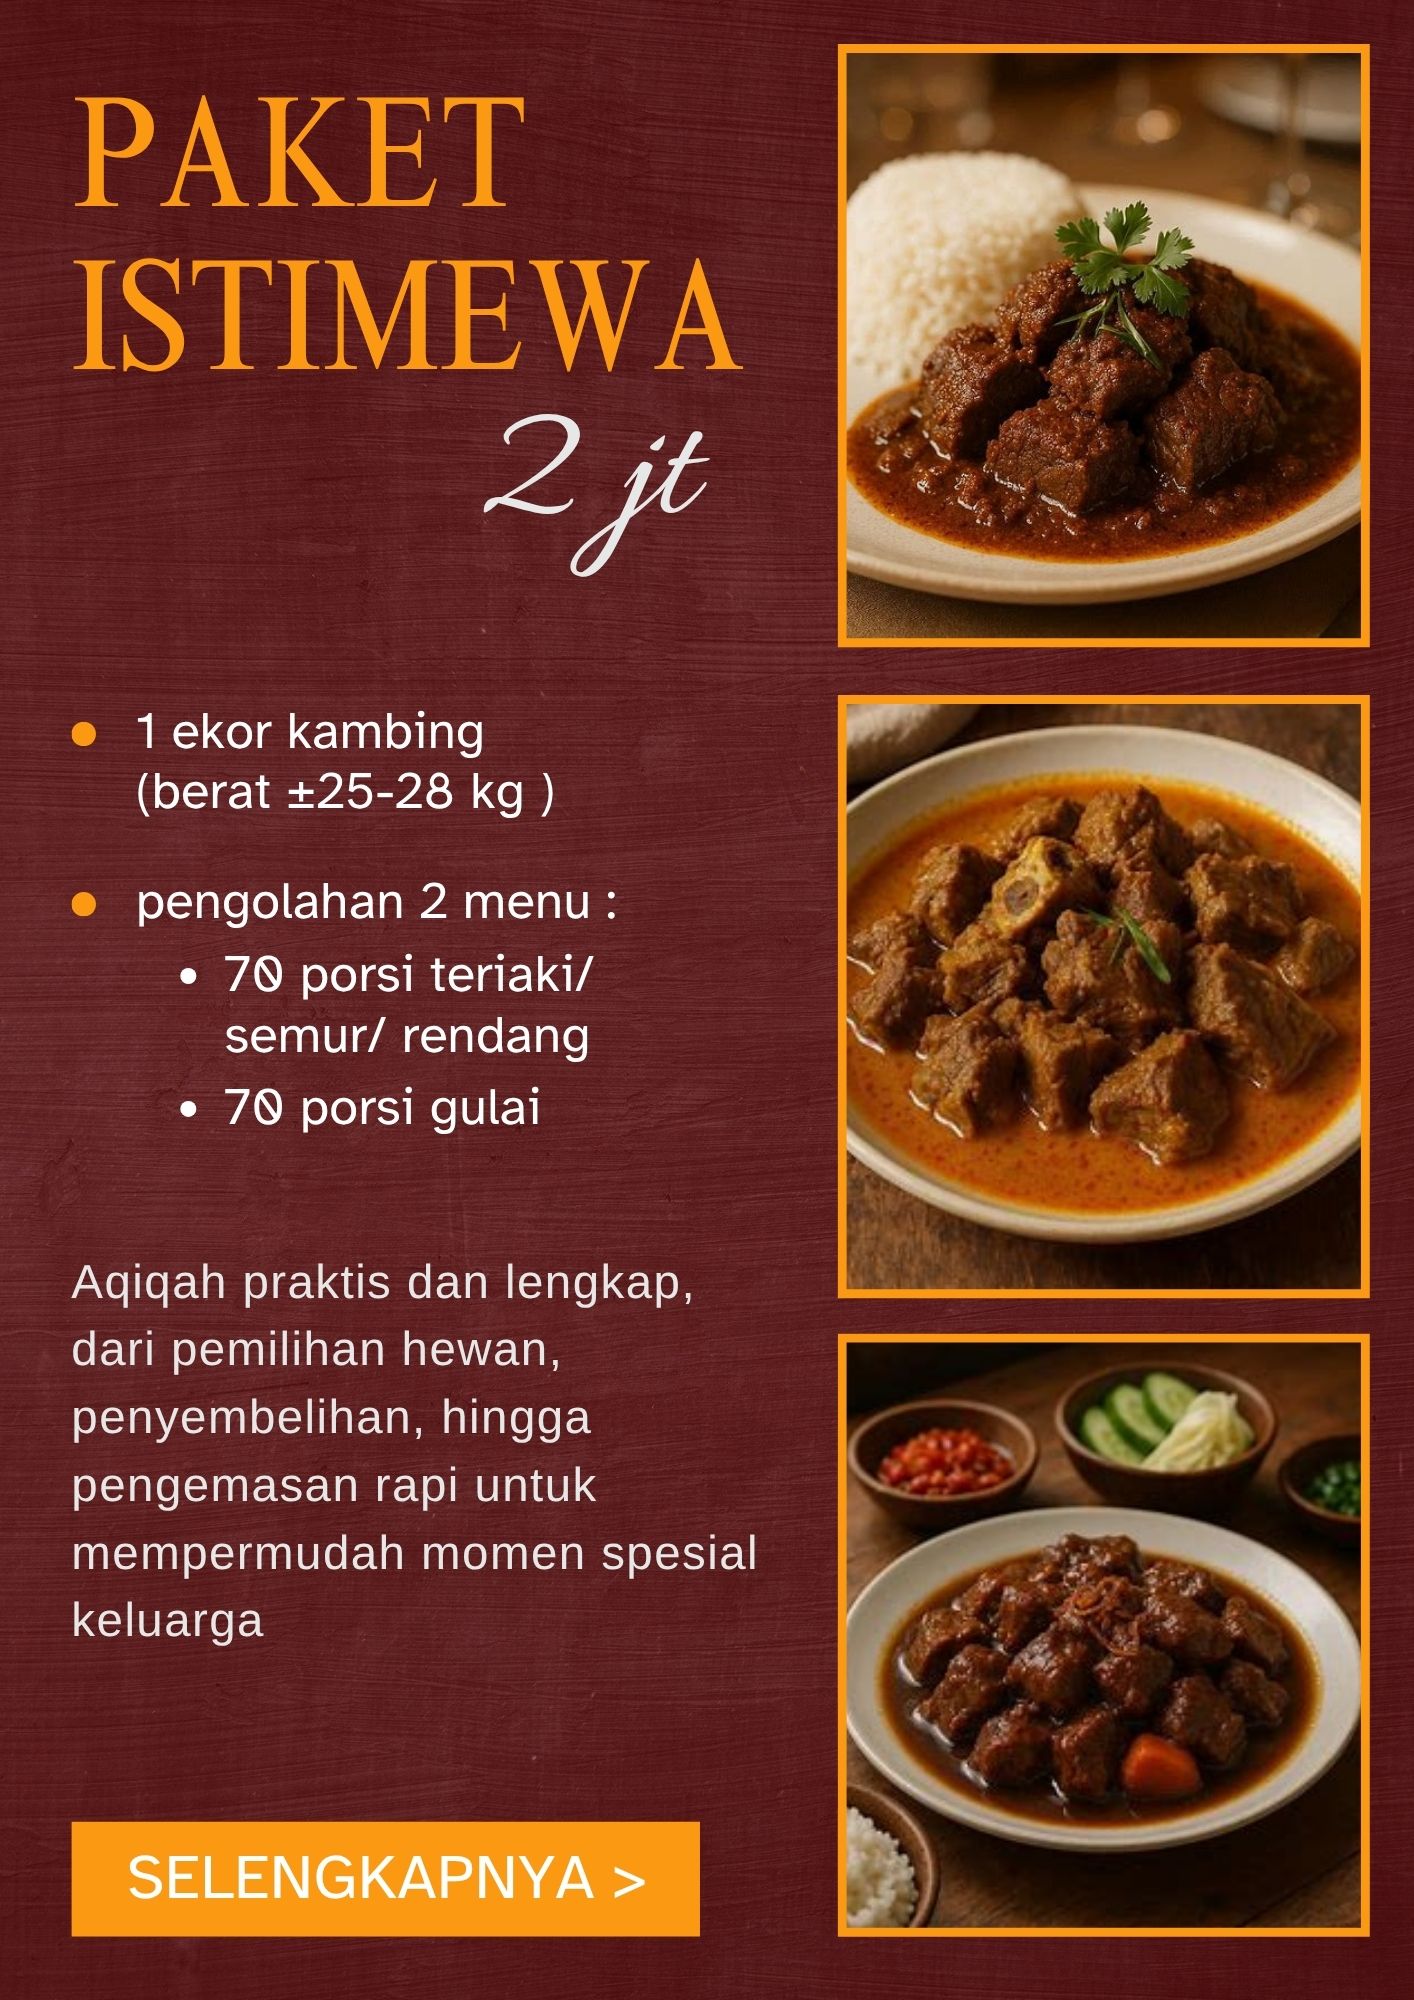 PAKET
ISTIMEWA
2 jt
1 ekor kambing
(berat ±25-28 kg )
pengolahan 2 menu :
70 porsi teriaki/
semur/ rendang
70 porsi gulai
Aqiqah praktis dan lengkap,
dari pemilihan hewan,
penyembelihan, hingga
pengemasan rapi untuk
mempermudah momen spesial
keluarga
SELENGKAPNYA >